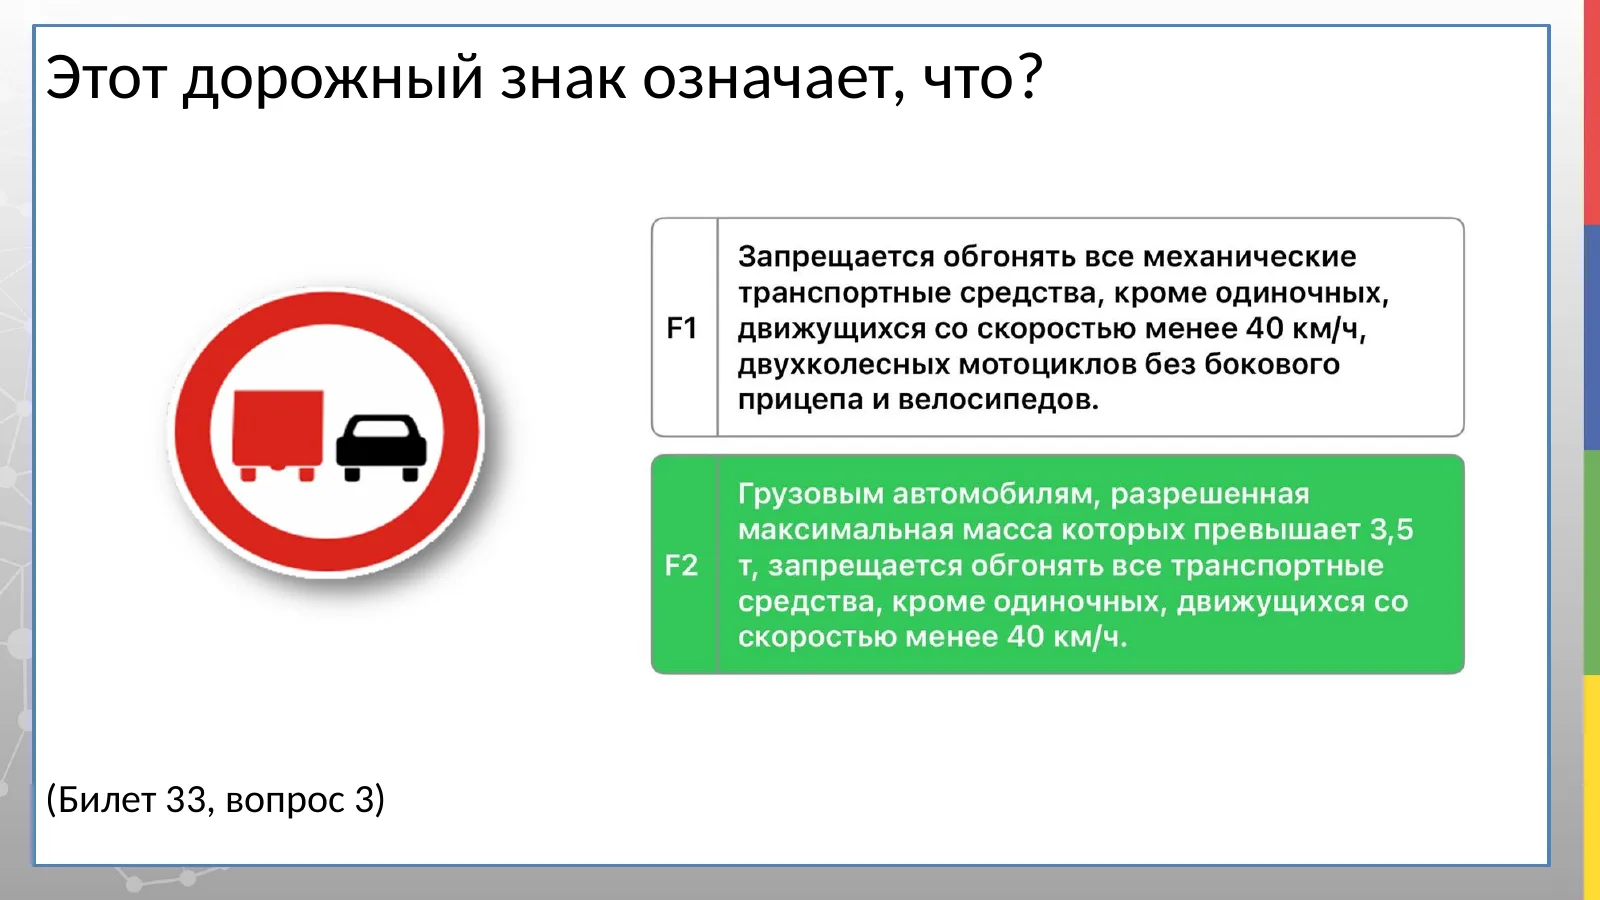 Этот дорожный знак означает, что?
F1
Запрещается обгонять все механические
транспортные средства, кроме одиночных,
движущихся со скоростью менее 40 км/ч,
двухколесных мотоциклов без бокового
прицепа и велосипедов.
F2
Грузовым автомобилям, разрешенная
максимальная масса которых превышает 3,5
т, запрещается обгонять все транспортные
средства, кроме одиночных, движущихся со
скоростью менее 40 км/ч.
(Билет 33, вопрос 3)